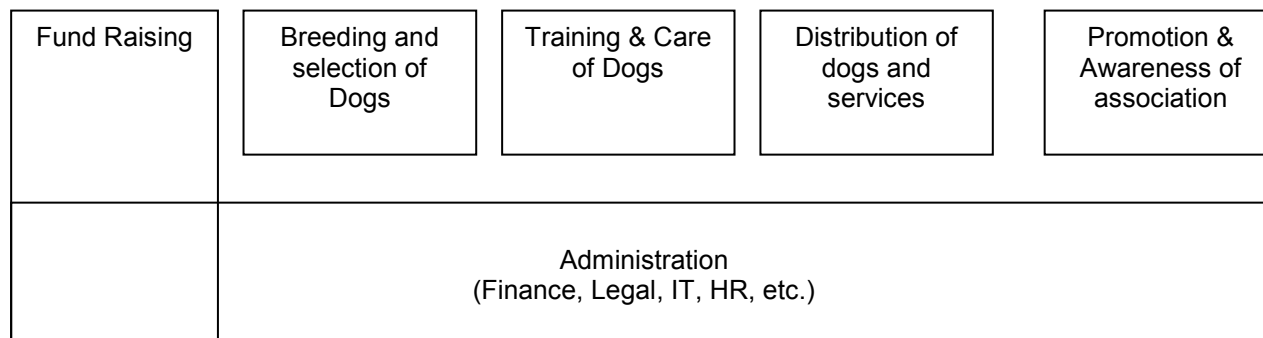 Fund Raising
Breeding and
selection of
Dogs
Training & Care
of Dogs
Distribution of
dogs and
services
Promotion &
Awareness of
association
Administration
(Finance, Legal, IT, HR, etc.)